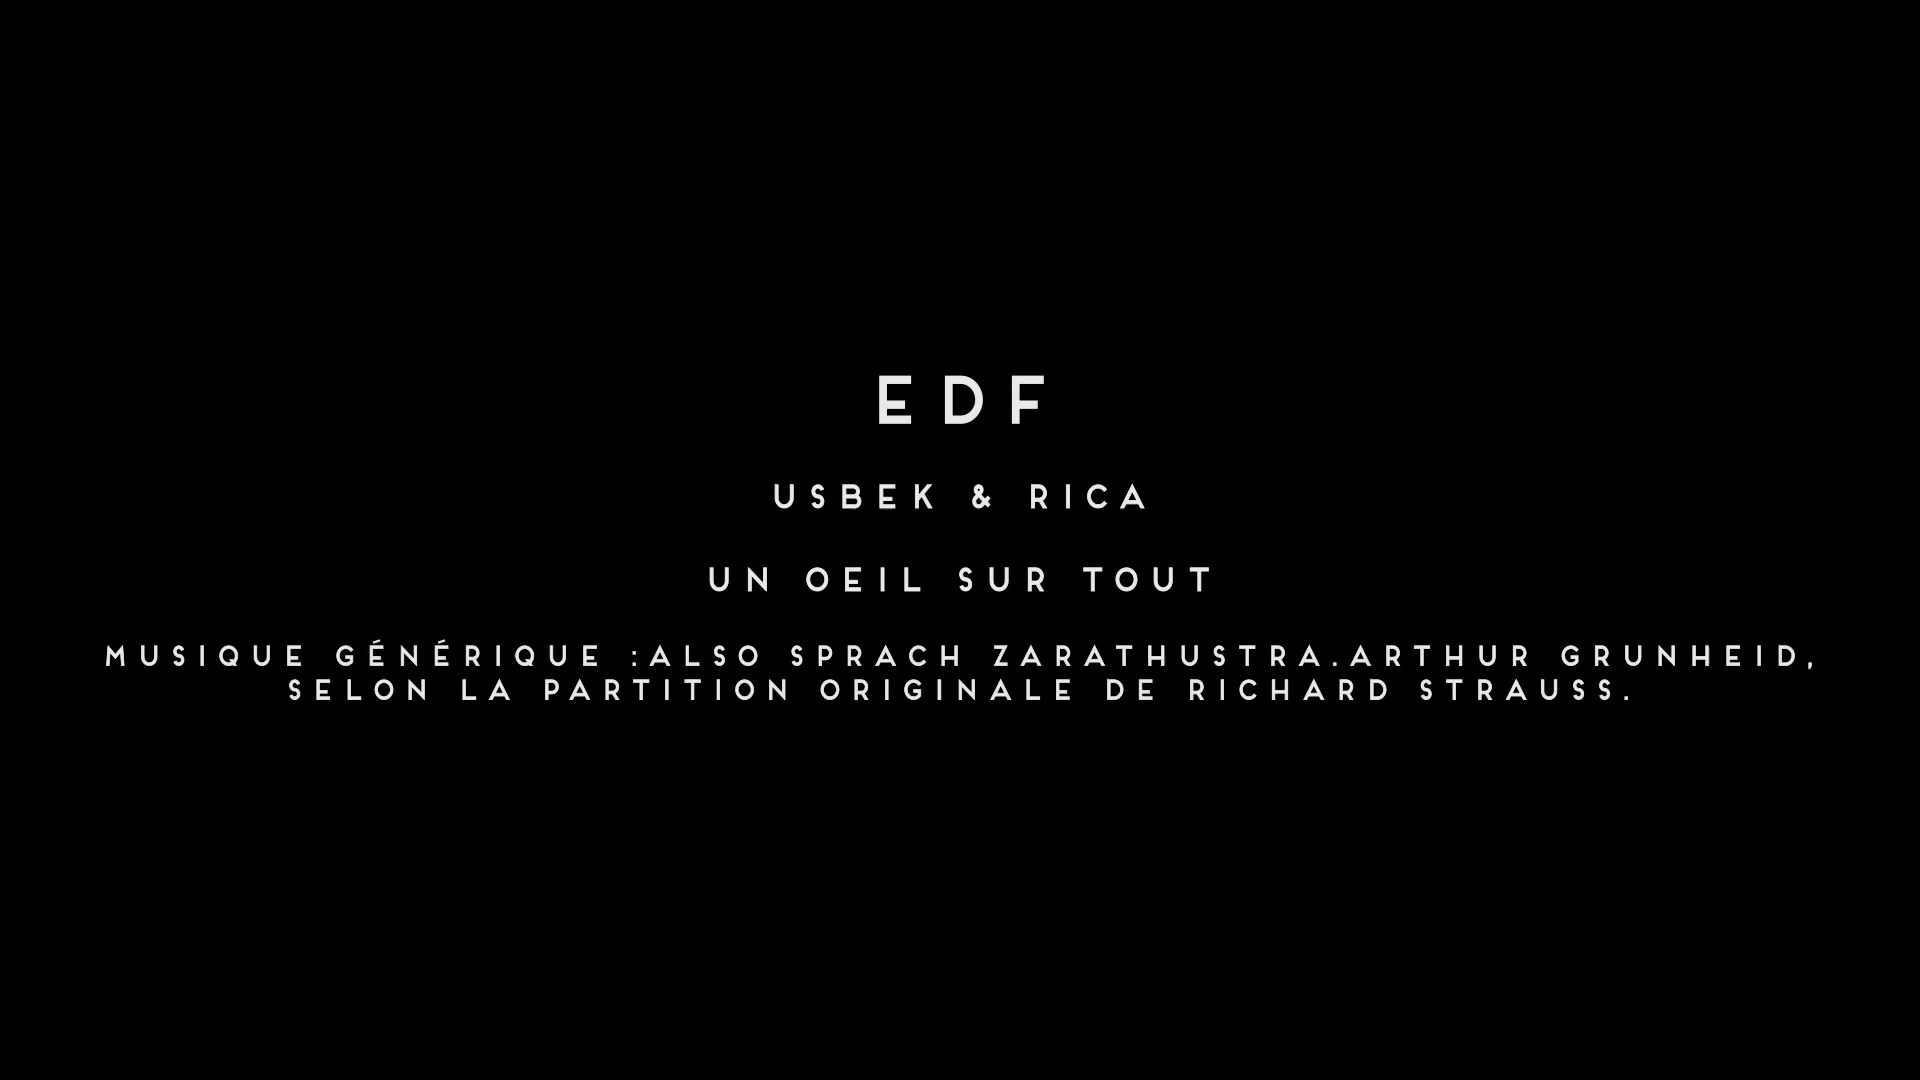 EDF
USBEK & RICA
UN OEIL SUR TOUT
MUSIQUE GÉNÉRIQUE :ALSO SPRACH ZARATHUSTRA.ARTHUR GRUNHEID,
SELON LA PARTITION ORIGINALE DE RICHARD STRAUSS.